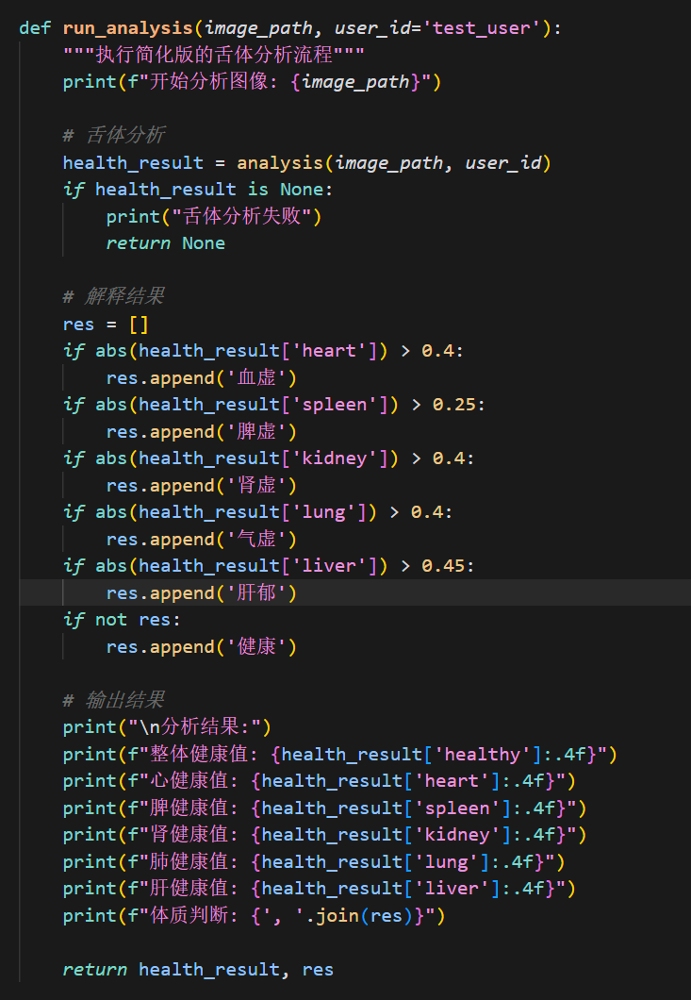 def run_analysis(image_path, user_id='test_user'):
    """执行简化版的舌体分析流程"""
    print(f"开始分析图像: {image_path}")

    # 舌体分析
    health_result = analysis(image_path, user_id)
    if health_result is None:
        print("舌体分析失败")
        return None

    # 解释结果
    res = []
    if abs(health_result['heart']) > 0.4:
        res.append('血虚')
    if abs(health_result['spleen']) > 0.25:
        res.append('脾虚')
    if abs(health_result['kidney']) > 0.4:
        res.append('肾虚')
    if abs(health_result['lung']) > 0.4:
        res.append('气虚')
    if abs(health_result['liver']) > 0.45:
        res.append('肝郁')
    if not res:
        res.append('健康')

    # 输出结果
    print("\n分析结果:")
    print(f"整体健康值: {health_result['healthy']:.4f}")
    print(f"心健康值: {health_result['heart']:.4f}")
    print(f"脾健康值: {health_result['spleen']:.4f}")
    print(f"肾健康值: {health_result['kidney']:.4f}")
    print(f"肺健康值: {health_result['lung']:.4f}")
    print(f"肝健康值: {health_result['liver']:.4f}")
    print(f"体质判断: {', '.join(res)}")

    return health_result, res